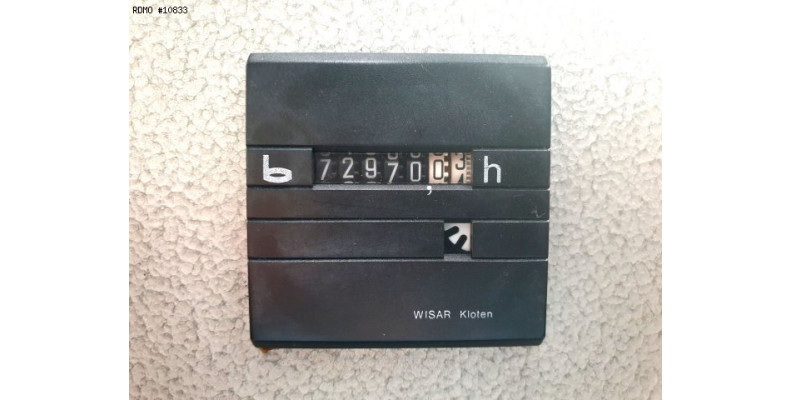 RDMO #10833
b 72970,0 h
WISAR Kloten